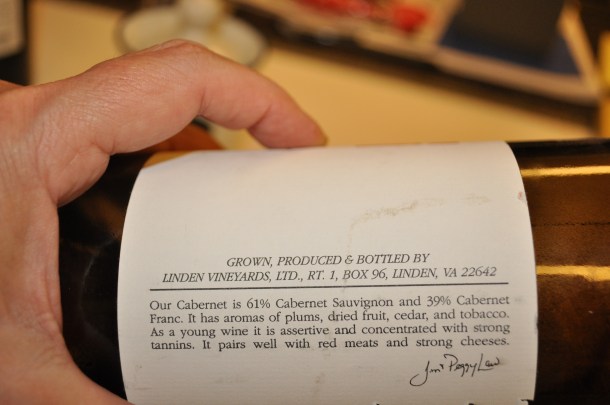 GROWN, PRODUCED & BOTTLED BY
LINDEN VINEYARDS, LTD., RT. 1, BOX 96, LINDEN, VA 22642
Our Cabernet is 61% Cabernet Sauvignon and 39% Cabernet
Franc. It has aromas of plums, dried fruit, cedar, and tobacco.
As a young wine it is assertive and concentrated with strong
tannins. It pairs well with red meats and strong cheeses.
Peggy Law